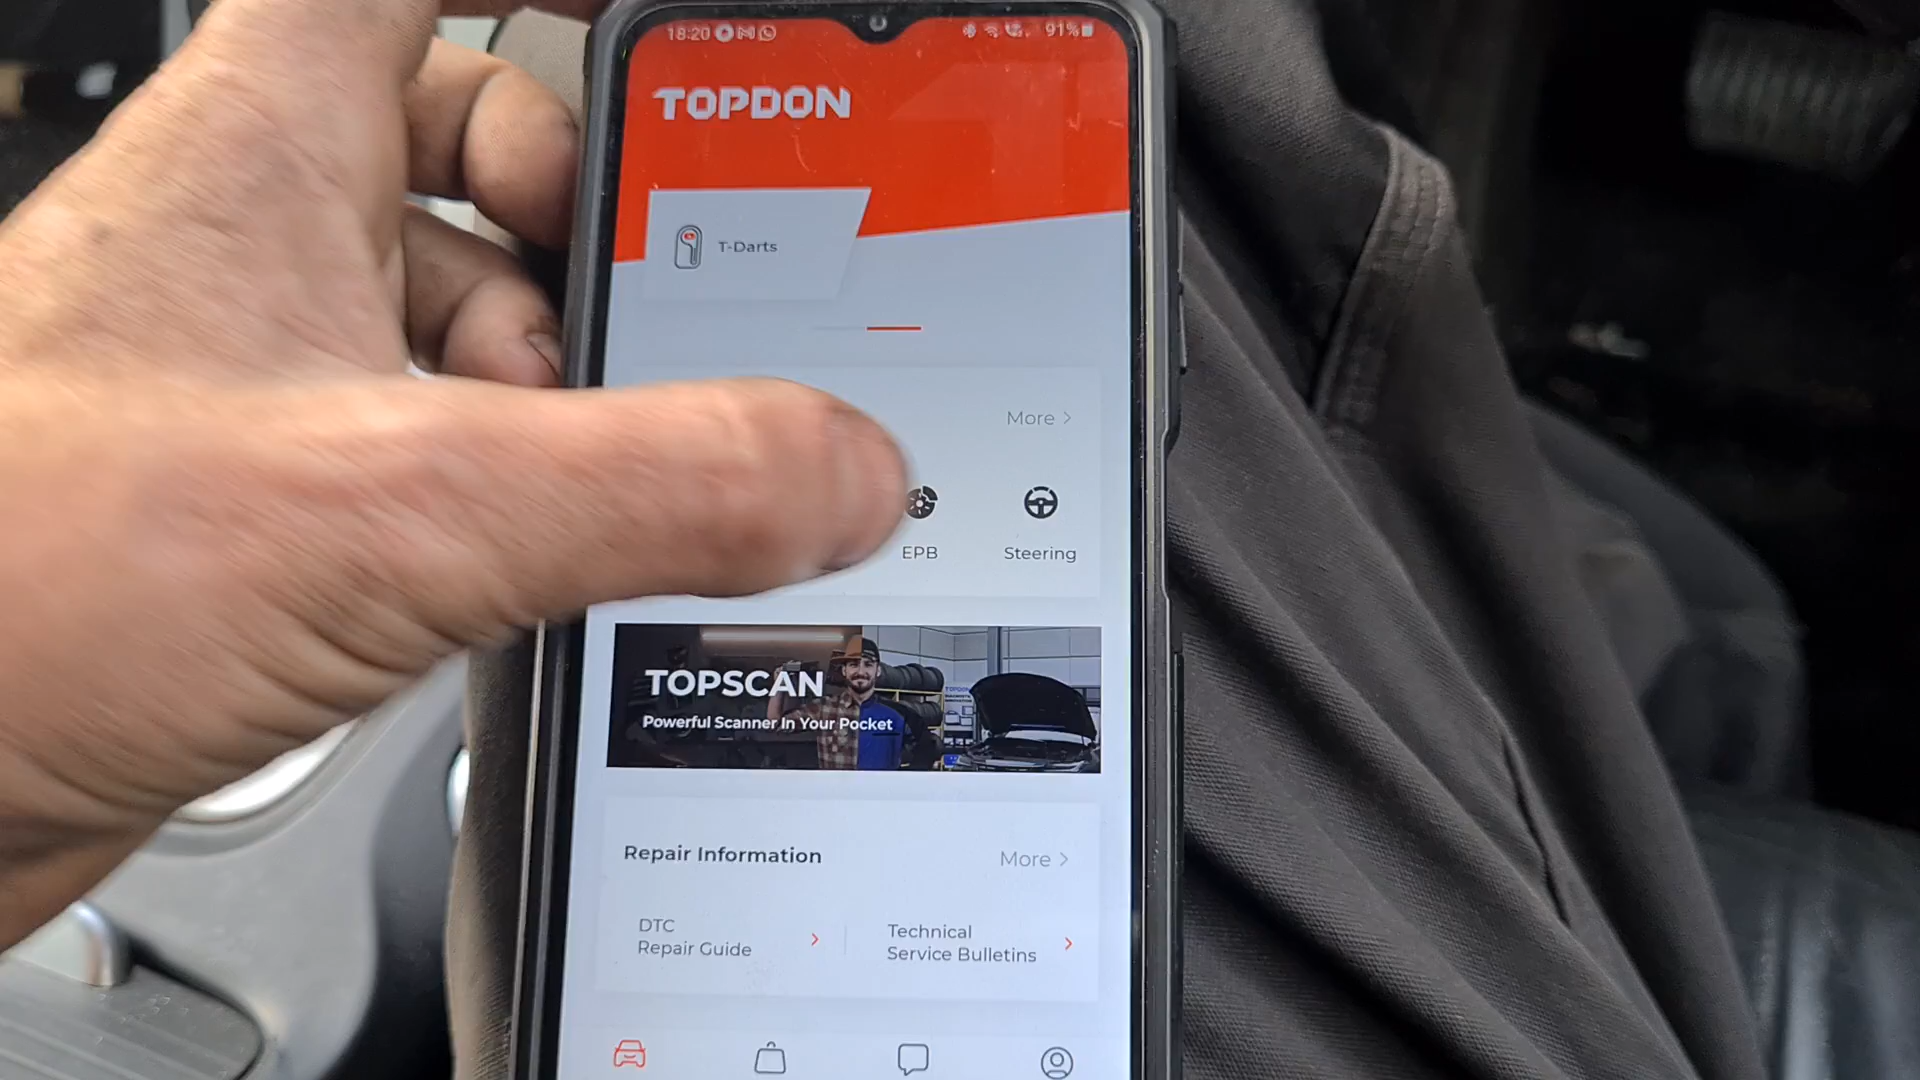 18:20
91%
TOPDON
T-Darts
More
EPB
Steering
TOPSCAN
Powerful Scanner In Your Pocket
TOPDON
Repair Information
More
DTC
Repair Guide
Technical
Service Bulletins